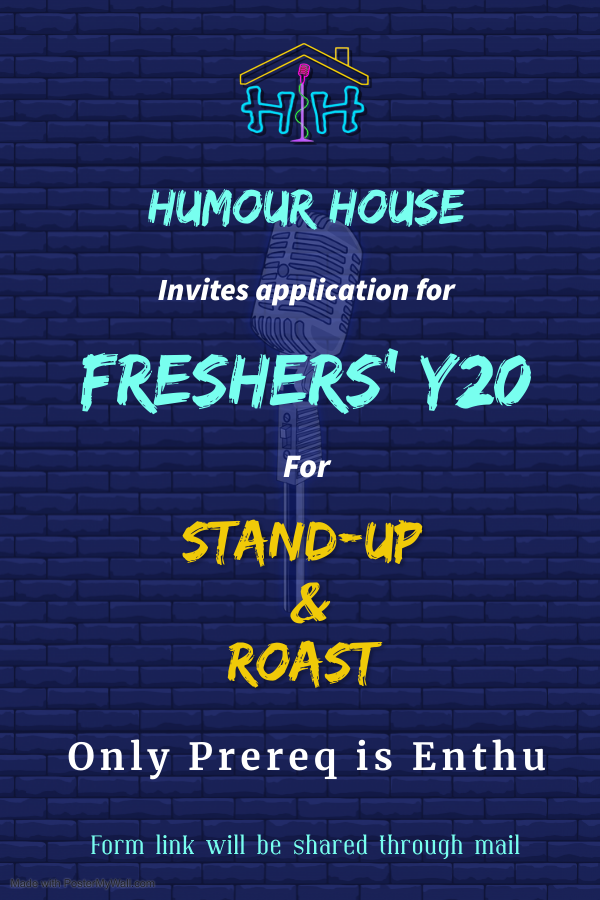 HH
HUMOUR HOUSE
Invites application for
FRESHERS' Y20
For
STAND-UP
&
ROAST
Only Prereq is Enthu
Form link will be shared through mail
Made with PosterMyWall.com